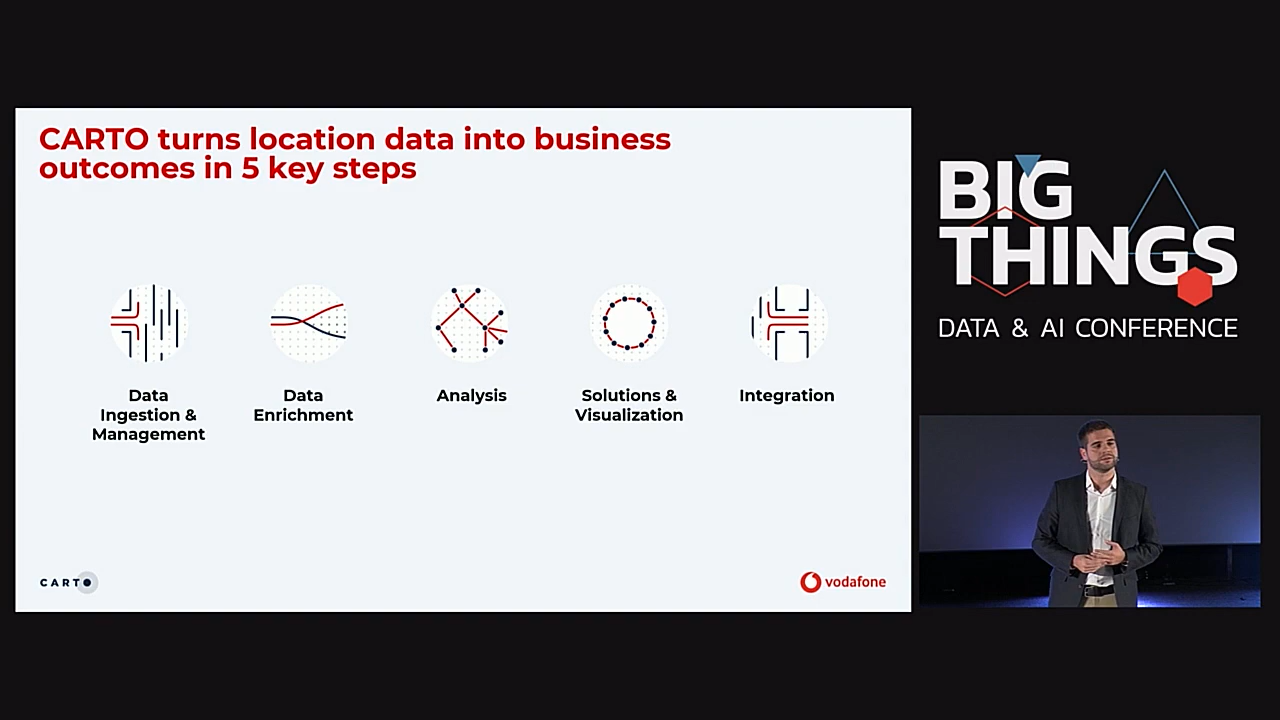 CARTO turns location data into business
outcomes in 5 key steps
Data
Ingestion &
Management
Data
Enrichment
Analysis
Solutions &
Visualization
Integration
CARTO
vodafone
BIG
THINGS
DATA & AI CONFERENCE